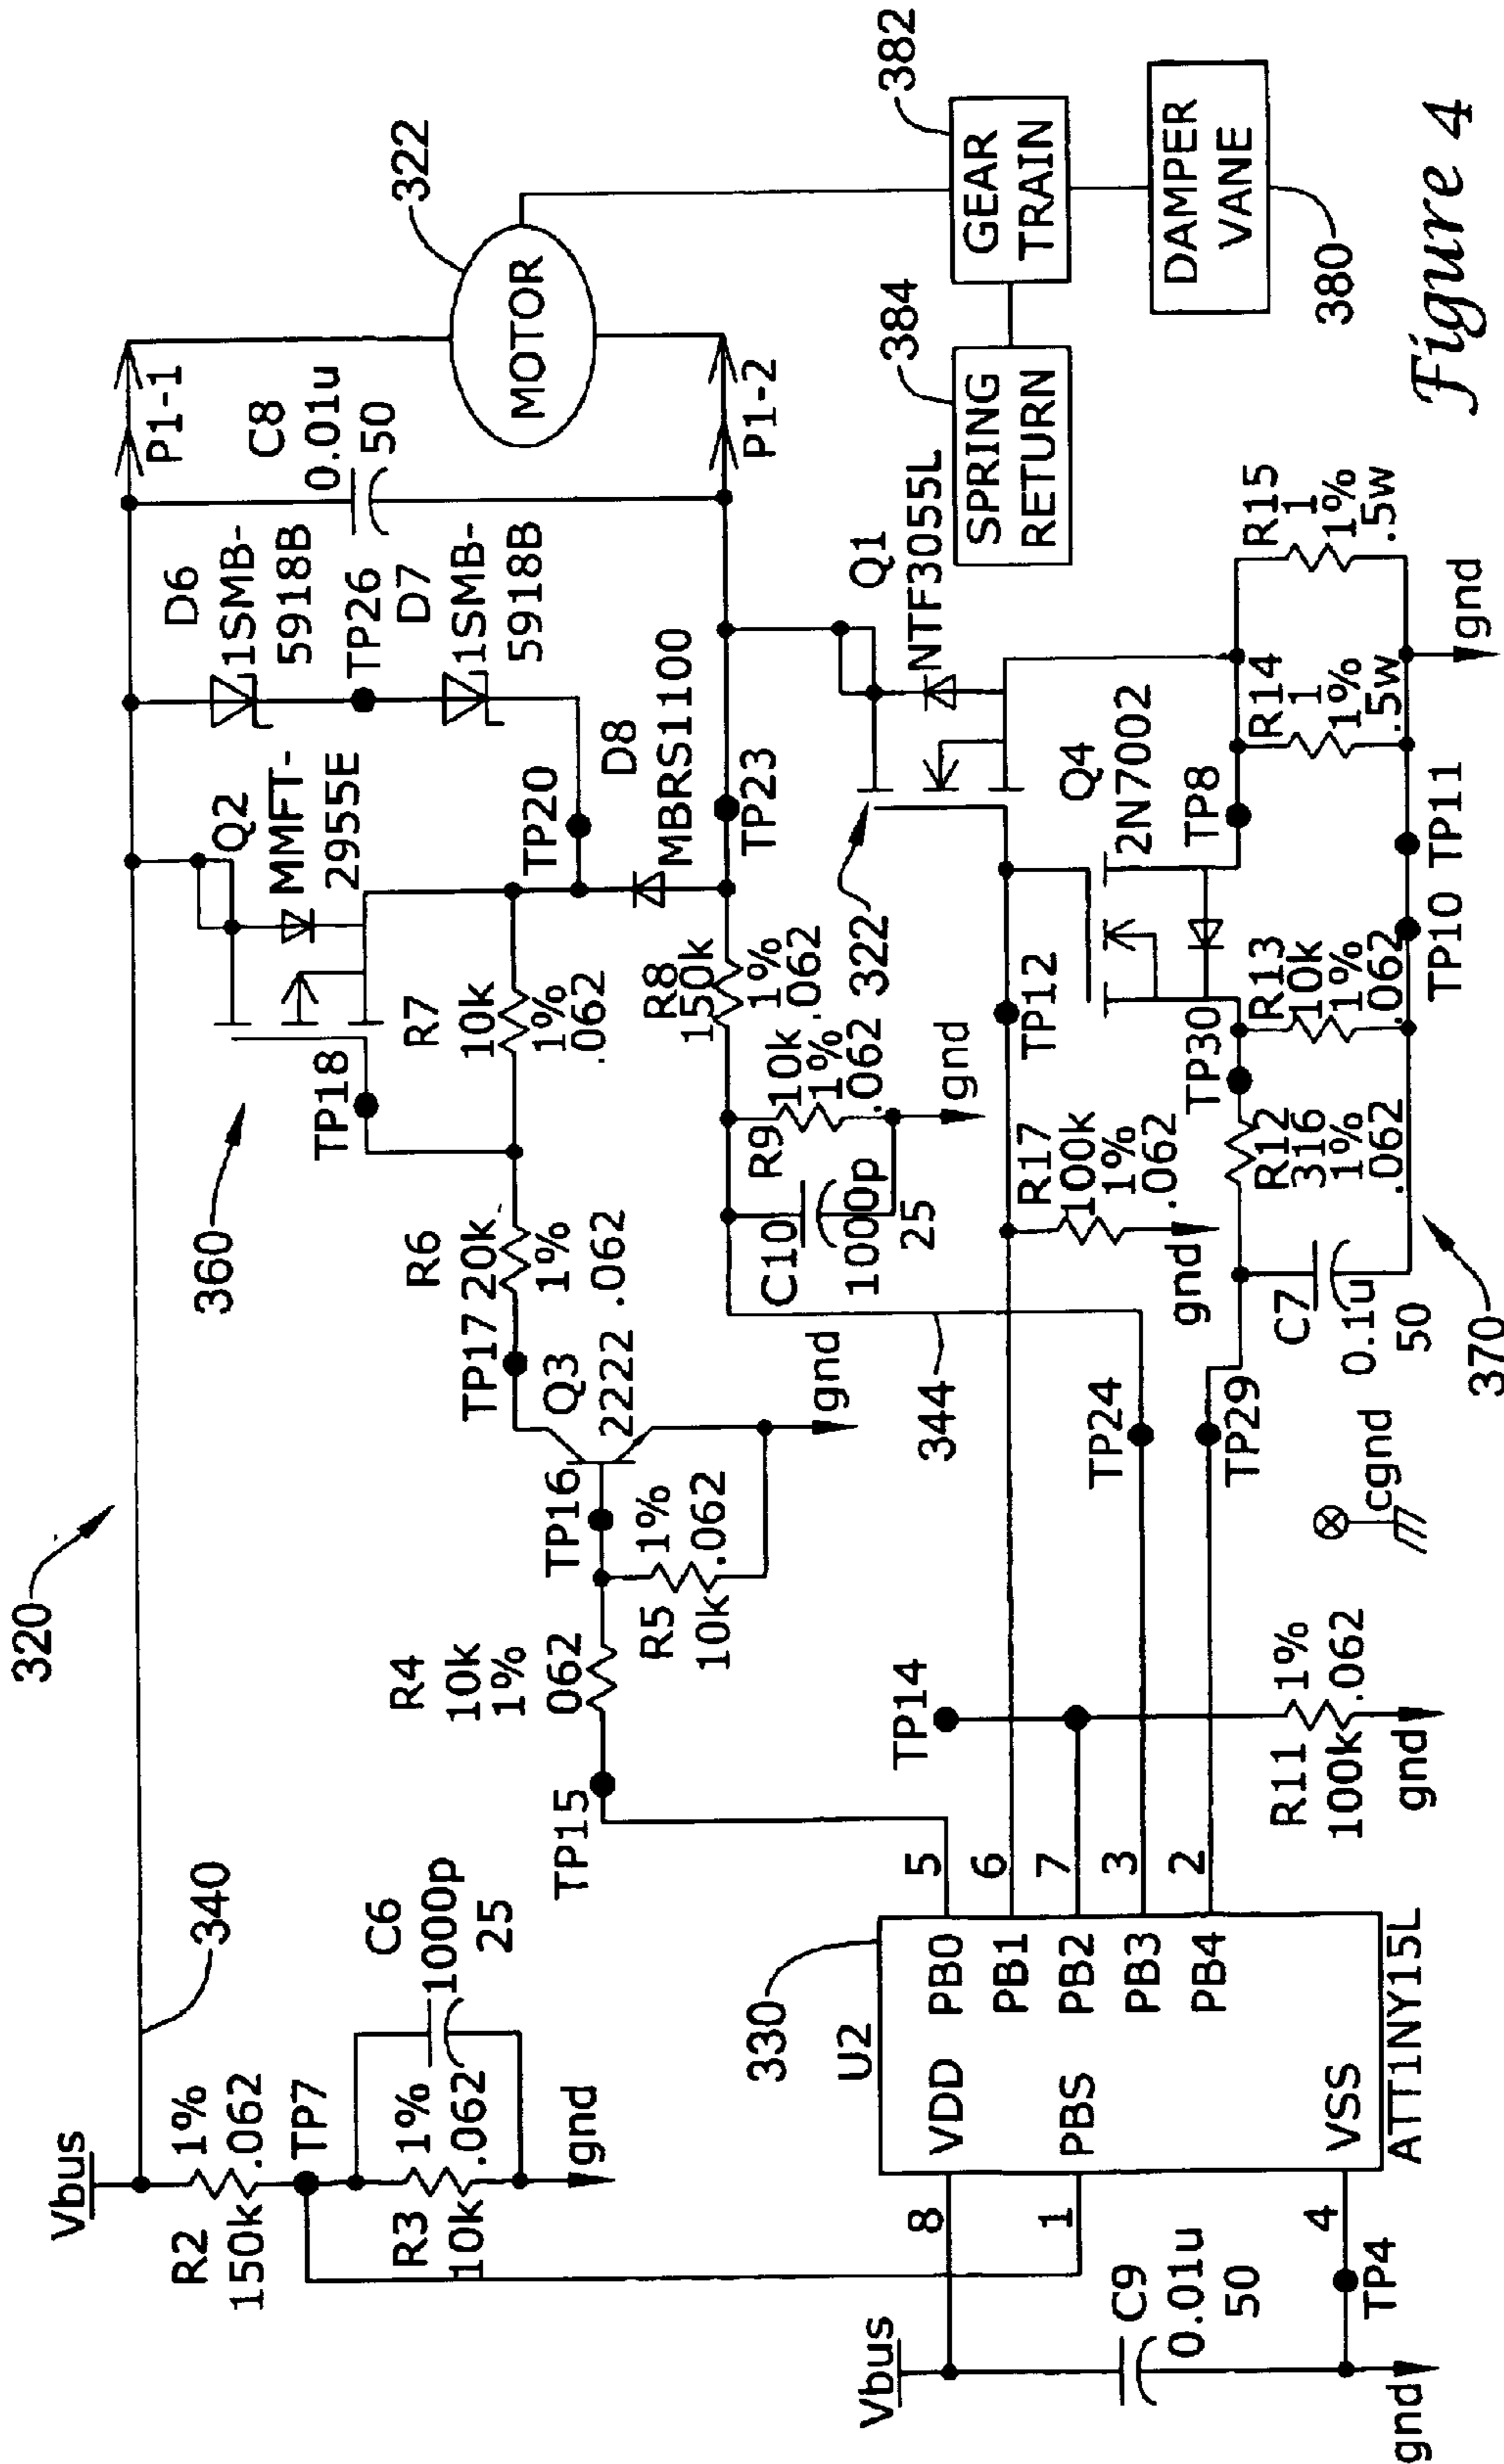 320
340
Vbus
R2
150k
1%
.062
TP7
R3
10k
1%
.062
gnd
C6
1000p
25
Vbus
C9
0.01u
50
gnd
TP4
8
1
4
330
U2
VDD
PBS
VSS
PB0
PB1
PB2
PB3
PB4
ATT1NY15L
5
6
7
3
2
TP15
R4
10k
1%
062
TP16
R5
10k
1%
.062
Q3
2222
gnd
TP17
R6
20k
1%
.062
360
TP18
R7
10k
1%
.062
Q2
MMFT-
2955E
TP20
D6
1SMB-
5918B
TP26
D7
1SMB-
5918B
D8
MBRS1100
C8
0.01u
50
P1-1
P1-2
322
MOTOR
TP23
R8
150k
1%
.062
R9
10k
1%
.062
gnd
C10
1000p
25
344
322
Q1
NTF3055L
384
SPRING
RETURN
382
GEAR
TRAIN
380
DAMPER
VANE
TP14
R11
100k
1%
.062
gnd
TP24
TP29
cgnd
R17
100k
1%
.062
gnd
TP12
Q4
2N7002
TP30
TP8
C7
0.1u
50
R12
316
1%
.062
R13
10k
1%
.062
TP10
TP11
R14
1
1%
.5w
R15
1
1%
.5w
gnd
370
Figure 4